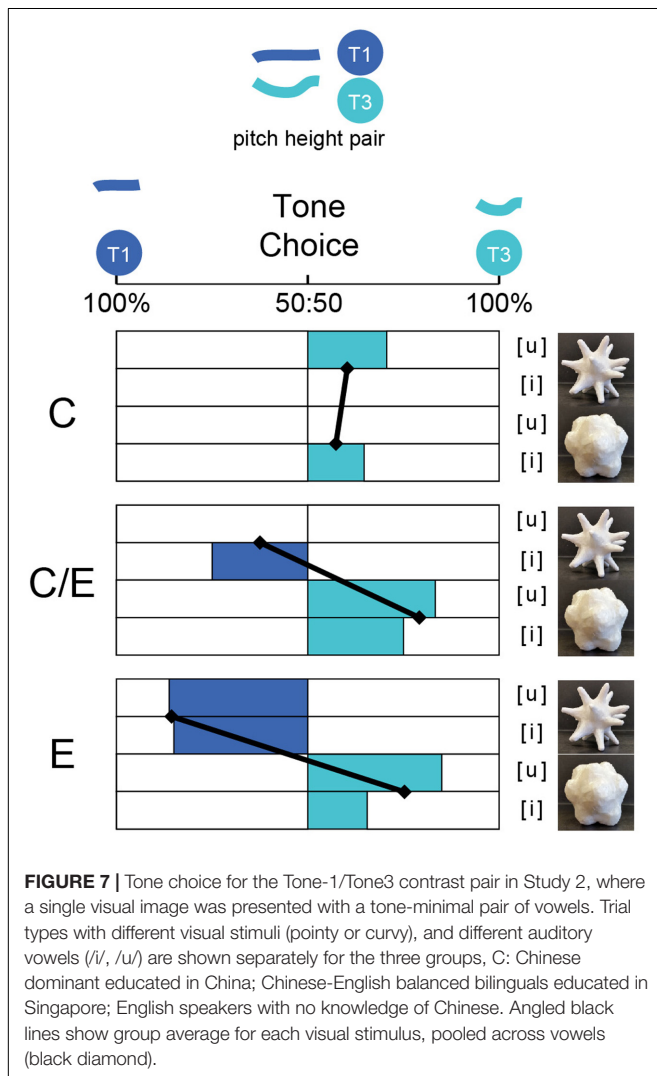 T1
T3
pitch height pair
Tone
Choice
T1
T3
100%
50:50
100%
C
[u]
[i]
[u]
[i]
C/E
[u]
[i]
[u]
[i]
E
[u]
[i]
[u]
[i]
FIGURE 7 | Tone choice for the Tone-1/Tone3 contrast pair in Study 2, where
a single visual image was presented with a tone-minimal pair of vowels. Trial
types with different visual stimuli (pointy or curvy), and different auditory
vowels (/i/, /u/) are shown separately for the three groups, C: Chinese
dominant educated in China; Chinese-English balanced bilinguals educated in
Singapore; English speakers with no knowledge of Chinese. Angled black
lines show group average for each visual stimulus, pooled across vowels
(black diamond).